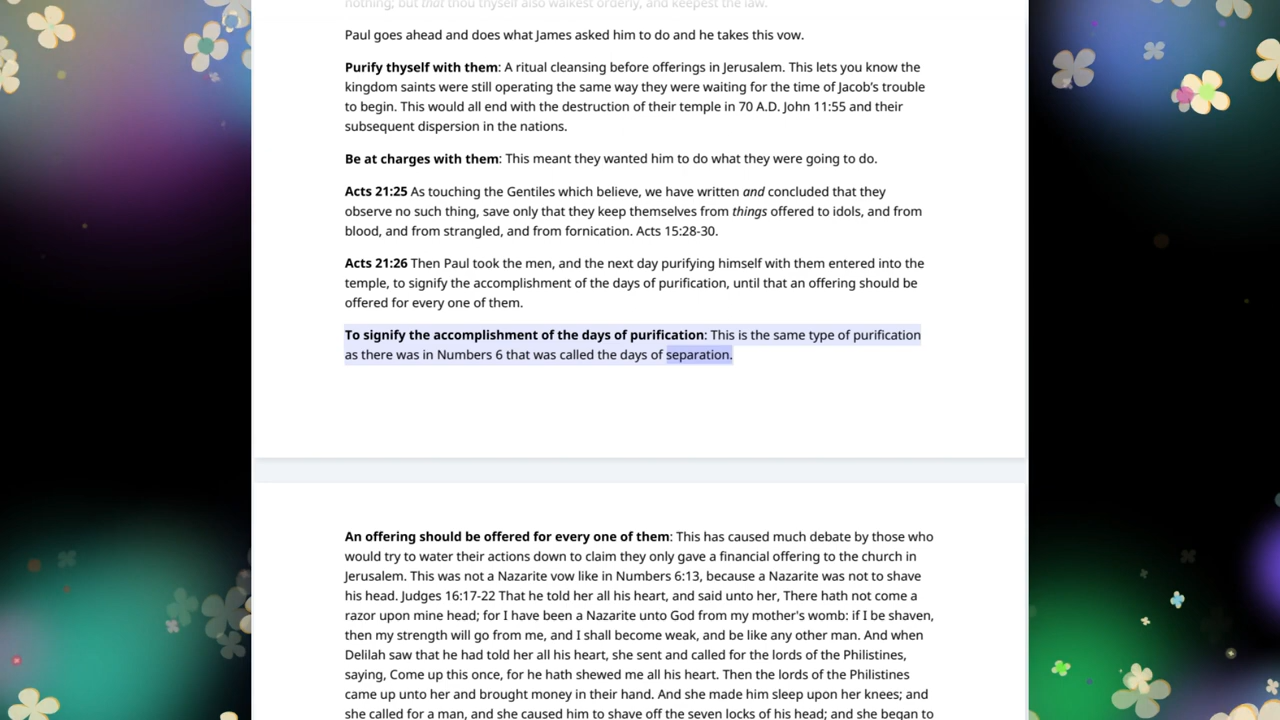 nothing; but that thou thyself also walkest orderly, and keepest the law.
Paul goes ahead and does what James asked him to do and he takes this vow.
Purify thyself with them: A ritual cleansing before offerings in Jerusalem. This lets you know the
kingdom saints were still operating the same way they were waiting for the time of Jacob's trouble
to begin. This would all end with the destruction of their temple in 70 A.D. John 11:55 and their
subsequent dispersion in the nations.
Be at charges with them: This meant they wanted him to do what they were going to do.
Acts 21:25 As touching the Gentiles which believe, we have written and concluded that they
observe no such thing, save only that they keep themselves from things offered to idols, and from
blood, and from strangled, and from fornication. Acts 15:28-30.
Acts 21:26 Then Paul took the men, and the next day purifying himself with them entered into the
temple, to signify the accomplishment of the days of purification, until that an offering should be
offered for every one of them.
To signify the accomplishment of the days of purification: This is the same type of purification
as there was in Numbers 6 that was called the days of separation.
An offering should be offered for every one of them: This has caused much debate by those who
would try to water their actions down to claim they only gave a financial offering to the church in
Jerusalem. This was not a Nazarite vow like in Numbers 6:13, because a Nazarite was not to shave
his head. Judges 16:17-22 That he told her all his heart, and said unto her, There hath not come a
razor upon mine head; for I have been a Nazarite unto God from my mother's womb: if I be shaven,
then my strength will go from me, and I shall become weak, and be like any other man. And when
Delilah saw that he had told her all his heart, she sent and called for the lords of the Philistines,
saying, Come up this once, for he hath shewed me all his heart. Then the lords of the Philistines
came up unto her and brought money in their hand. And she made him sleep upon her knees; and
she called for a man, and she caused him to shave off the seven locks of his head; and she began to